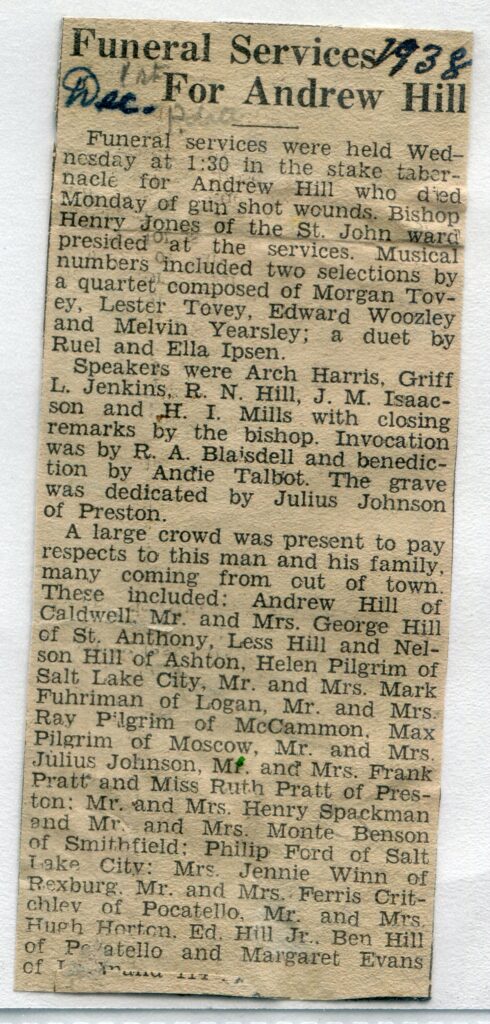 Funeral Services
For Andrew Hill
1938
Dec.
1st
Funeral services were held Wed-
nesday at 1:30 in the stake taber-
nacle for Andrew Hill who died
Monday of gun shot wounds. Bishop
Henry Jones of the St. John ward
presided at the services. Musical
numbers included two selections by
a quartet composed of Morgan Tov-
ey, Lester Tovey, Edward Woozley
and Melvin Yearsley; a duet by
Ruel and Ella Ipsen.
Speakers were Arch Harris, Griff
L. Jenkins, R. N. Hill, J. M. Isaac-
son and H. I. Mills with closing
remarks by the bishop. Invocation
was by R. A. Blaisdell and benedic-
tion by Andie Talbot. The grave
was dedicated by Julius Johnson
of Preston.
A large crowd was present to pay
respects to this man and his family,
many coming from out of town.
These included: Andrew Hill of
Caldwell, Mr. and Mrs. George Hill
of St. Anthony, Less Hill and Nel-
son Hill of Ashton, Helen Pilgrim of
Salt Lake City, Mr. and Mrs. Mark
Fuhriman of Logan, Mr. and Mrs.
Ray Pilgrim of McCammon, Max
Pilgrim of Moscow, Mr. and Mrs.
Julius Johnson, Mr. and Mrs. Frank
Pratt and Miss Ruth Pratt of Pres-
ton; Mr. and Mrs. Henry Spackman
and Mr. and Mrs. Monte Benson
of Smithfield; Philip Ford of Salt
Lake City; Mrs. Jennie Winn of
Rexburg, Mr. and Mrs. Ferris Crit-
chley of Pocatello, Mr. and Mrs.
Hugh Horton, Ed. Hill Jr., Ben Hill
of Pocatello and Margaret Evans
of